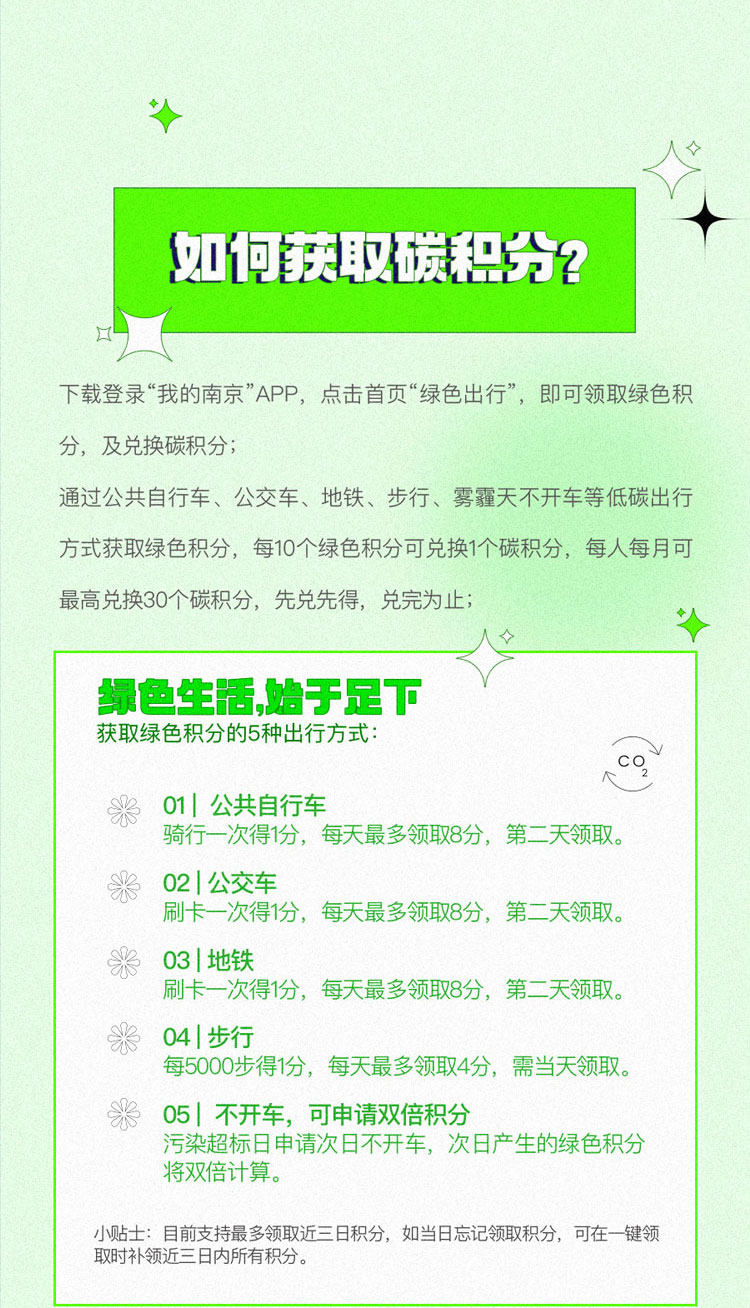 如何获取碳积分?
下载登录“我的南京”APP，点击首页“绿色出行”，即可领取绿色积
分，及兑换碳积分；
通过公共自行车、公交车、地铁、步行、雾霾天不开车等低碳出行
方式获取绿色积分，每10个绿色积分可兑换1个碳积分，每人每月可
最高兑换30个碳积分，先兑先得，兑完为止；
绿色生活,始于足下
获取绿色积分的5种出行方式：
CO2
01| 公共自行车
骑行一次得1分，每天最多领取8分，第二天领取。
02|公交车
刷卡一次得1分，每天最多领取8分，第二天领取。
03|地铁
刷卡一次得1分，每天最多领取8分，第二天领取。
04|步行
每5000步得1分，每天最多领取4分，需当天领取。
05| 不开车，可申请双倍积分
污染超标日申请次日不开车，次日产生的绿色积分
将双倍计算。
小贴士：目前支持最多领取近三日积分，如当日忘记领取积分，可在一键领
取时补领近三日内所有积分。